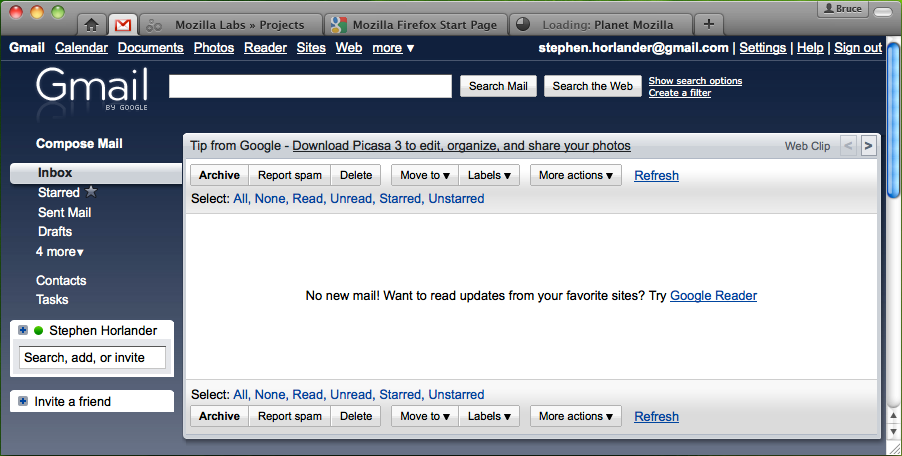 Mozilla Labs » Projects Mozilla Firefox Start Page Loading: Planet Mozilla + Bruce
Gmail Calendar Documents Photos Reader Sites Web more ▼ stephen.horlander@gmail.com | Settings | Help | Sign out
Gmail
BY GOOGLE
Search Mail Search the Web Show search options
Create a filter
Compose Mail
Inbox
Starred
Sent Mail
Drafts
4 more▼
Contacts
Tasks
Stephen Horlander
Search, add, or invite
Invite a friend
Tip from Google - Download Picasa 3 to edit, organize, and share your photos Web Clip < >
Archive Report spam Delete Move to ▼ Labels ▼ More actions ▼ Refresh
Select: All, None, Read, Unread, Starred, Unstarred
No new mail! Want to read updates from your favorite sites? Try Google Reader
Select: All, None, Read, Unread, Starred, Unstarred
Archive Report spam Delete Move to ▼ Labels ▼ More actions ▼ Refresh